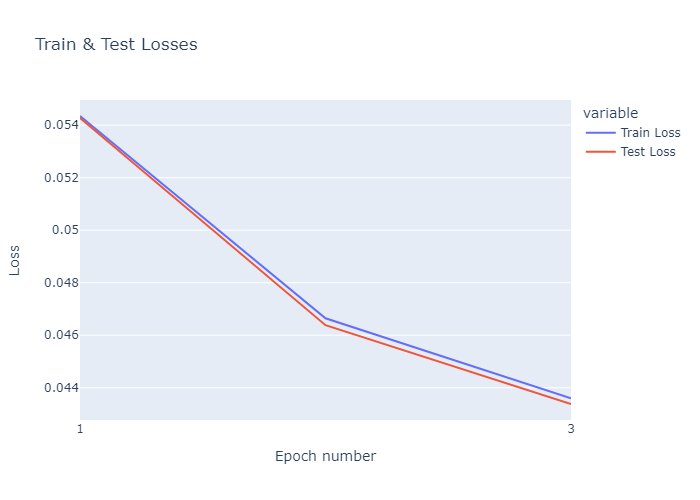 Train & Test Losses
variable
Train Loss
Test Loss
0.054
0.052
0.05
0.048
0.046
0.044
Loss
1
3
Epoch number